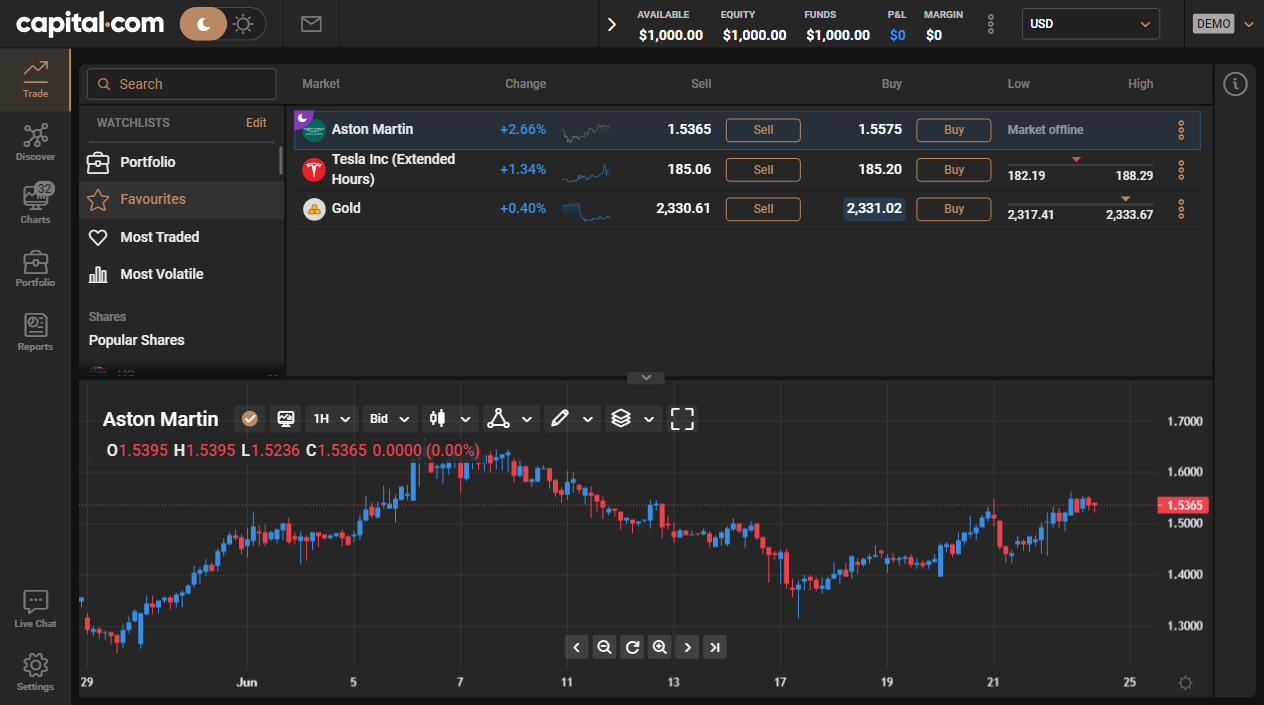 capital.com
AVAILABLE EQUITY FUNDS P&L MARGIN
$1,000.00 $1,000.00 $1,000.00 $0 $0
USD
DEMO
Trade
Discover
32
Charts
Portfolio
Reports
Live Chat
Settings
Search
WATCHLISTS Edit
Portfolio
Favourites
Most Traded
Most Volatile
Shares
Popular Shares
Market Change Sell Buy Low High
Aston Martin +2.66% 1.5365 Sell 1.5575 Buy Market offline
Tesla Inc (Extended
Hours) +1.34% 185.06 Sell 185.20 Buy 182.19 188.29
Gold +0.40% 2,330.61 Sell 2,331.02 Buy 2,317.41 2,333.67
Aston Martin 1H Bid
O1.5395 H1.5395 L1.5236 C1.5365 0.0000 (0.00%)
1.7000
1.6000
1.5365
1.5000
1.4000
1.3000
29 Jun 5 7 11 13 17 19 21 25